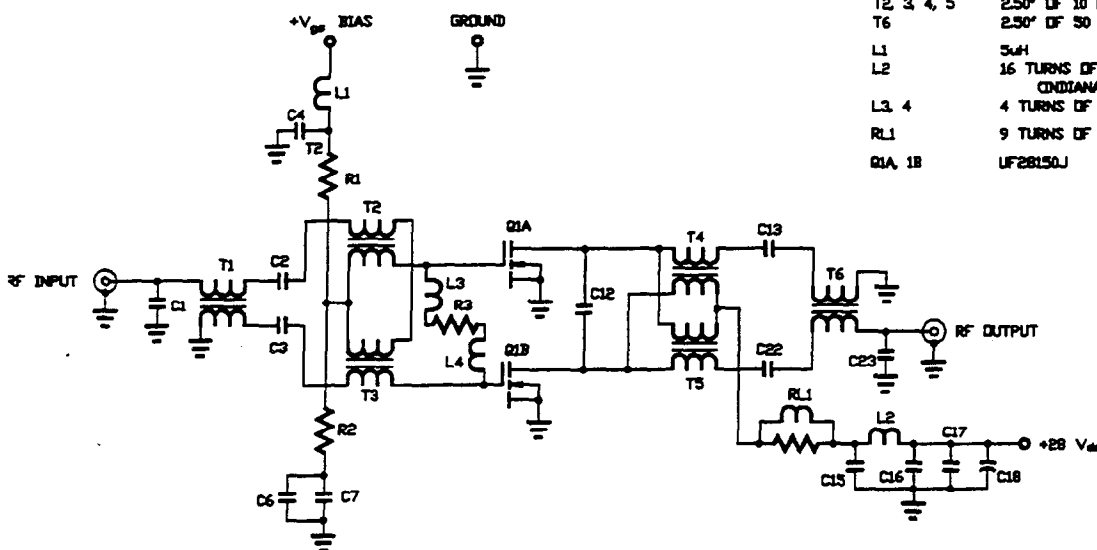 +Vgs BIAS
GROUND
T2, 3, 4, 5 2.50" OF 10
T6 2.50" OF 50
L1 5uH
L2 16 TURNS OF
L3, 4 4 TURNS OF
RL1 9 TURNS OF
Q1A, 1B UF28150J
L1
C4
T2
R1
T2
Q1A
T4
C13
T6
RF INPUT
T1
C2
C1
L3
R3
C12
C3
L4
Q1B
T3
T5
C22
C23
RF OUTPUT
R2
RL1
L2
C17
+28 V
C15
C16
C18
C6
C7